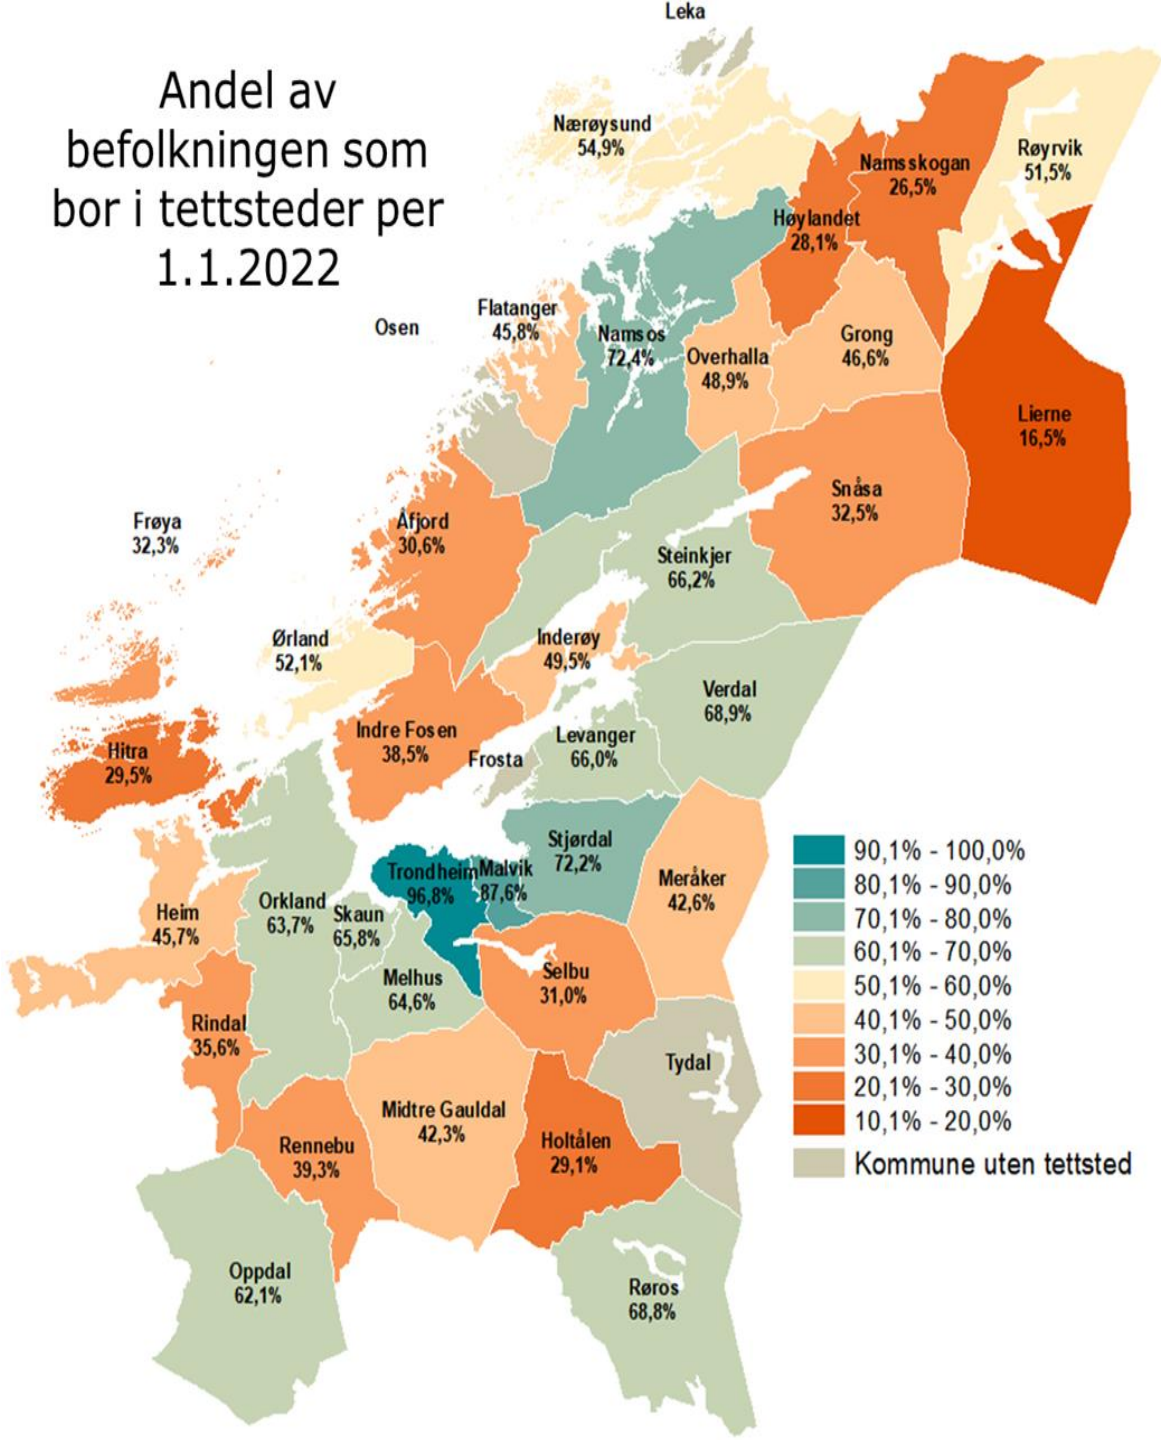 Andel av
befolkningen som
bor i tettsteder per
1.1.2022
Leka
Nærøysund
54,9%
Namsskogan
26,5%
Røyrvik
51,5%
Høylandet
28,1%
Flatanger
45,8%
Osen
Namsos
72,4%
Overhalla
48,9%
Grong
46,6%
Lierne
16,5%
Snåsa
32,5%
Frøya
32,3%
Åfjord
30,6%
Steinkjer
66,2%
Ørland
52,1%
Inderøy
49,5%
Verdal
68,9%
Indre Fosen
38,5%
Hitra
29,5%
Frosta
Levanger
66,0%
Stjørdal
72,2%
Trondheim
96,8%
Malvik
87,6%
Meråker
42,6%
Heim
45,7%
Orkland
63,7%
Skaun
65,8%
Melhus
64,6%
Selbu
31,0%
Rindal
35,6%
Tydal
Midtre Gauldal
42,3%
Holtålen
29,1%
Rennebu
39,3%
Oppdal
62,1%
Røros
68,8%
90,1% - 100,0%
80,1% - 90,0%
70,1% - 80,0%
60,1% - 70,0%
50,1% - 60,0%
40,1% - 50,0%
30,1% - 40,0%
20,1% - 30,0%
10,1% - 20,0%
Kommune uten tettsted